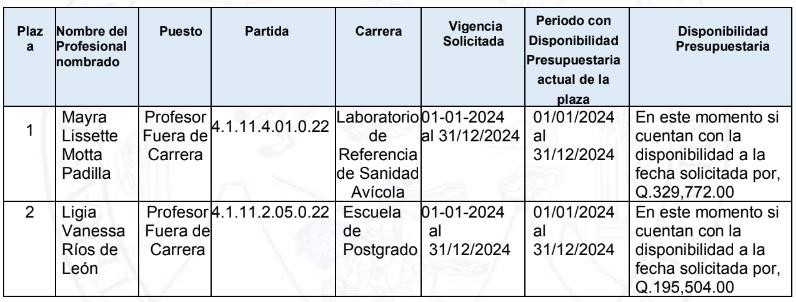 Plaz
a
Nombre del
Profesional
nombrado
Puesto
Partida
Carrera
Vigencia
Solicitada
Periodo con
Disponibilidad
Presupuestaria
actual de la
plaza
Disponibilidad
Presupuestaria
1
Mayra
Lissette
Motta
Padilla
Profesor
Fuera de
Carrera
4.1.11.4.01.0.22
Laboratorio
de
Referencia
de Sanidad
Avícola
01-01-2024
al 31/12/2024
01/01/2024
al
31/12/2024
En este momento si
cuentan con la
disponibilidad a la
fecha solicitada por,
Q.329,772.00
2
Ligia
Vanessa
Ríos de
León
Profesor
Fuera de
Carrera
4.1.11.2.05.0.22
Escuela
de
Postgrado
01-01-2024
al
31/12/2024
01/01/2024
al
31/12/2024
En este momento si
cuentan con la
disponibilidad a la
fecha solicitada por,
Q.195,504.00